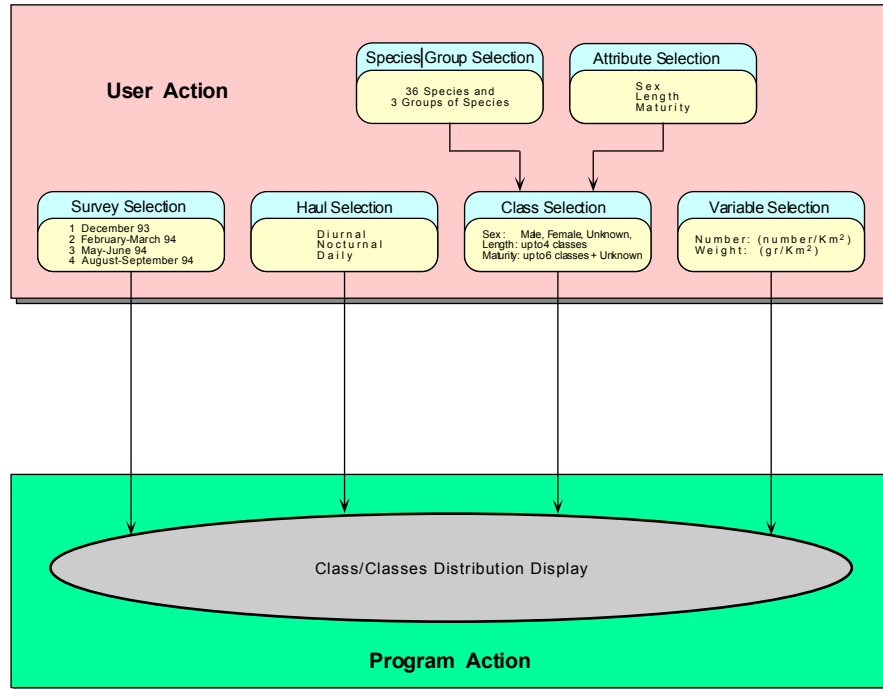 User Action
Species|Group Selection
36 Species and
3 Groups of Species
Attribute Selection
Sex
Length
Maturity
Survey Selection
1 December 93
2 February-March 94
3 May-June 94
4 August-September 94
Haul Selection
Diurnal
Nocturnal
Daily
Class Selection
Sex: Male, Female, Unknown,
Length: upto4 classes
Maturity: upto6 classes + Unknown
Variable Selection
Number: (number/Km²)
Weight: (gr/Km²)
Class/Classes Distribution Display
Program Action